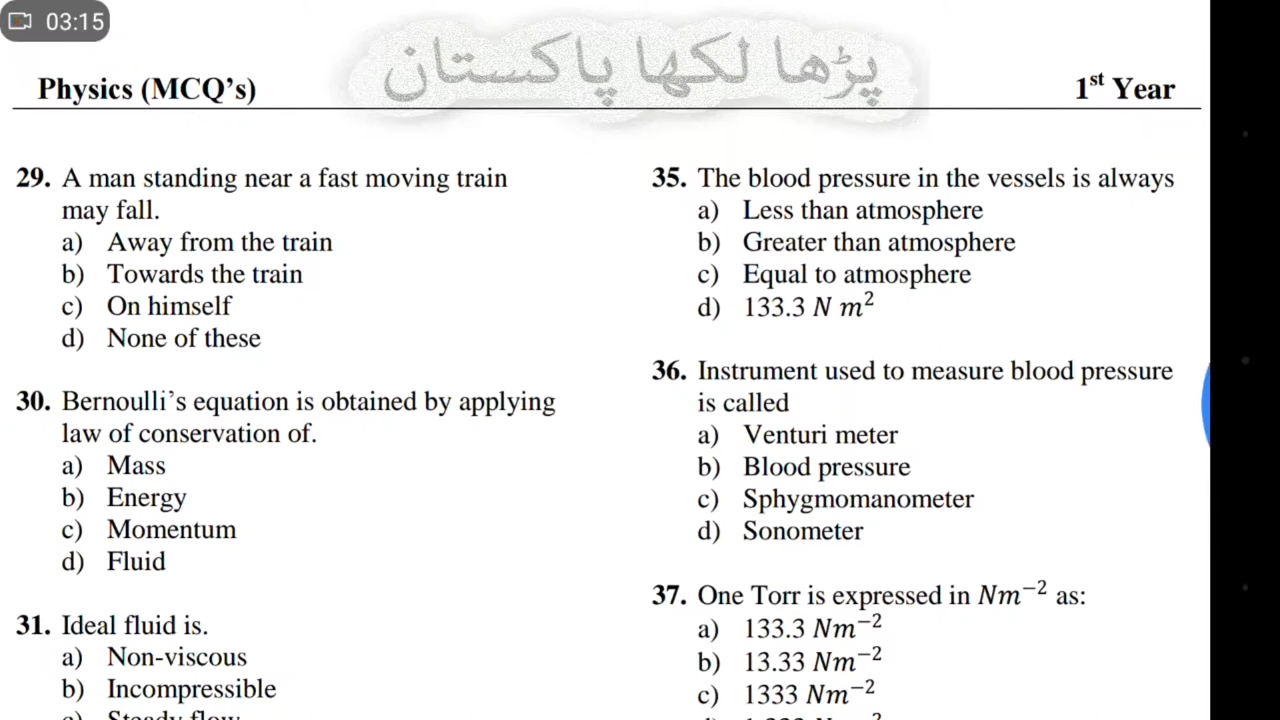 03:15
پڑھا لکھا پاکستان
Physics (MCQ’s)
1st Year
29. A man standing near a fast moving train
may fall.
a) Away from the train
b) Towards the train
c) On himself
d) None of these
30. Bernoulli’s equation is obtained by applying
law of conservation of.
a) Mass
b) Energy
c) Momentum
d) Fluid
31. Ideal fluid is.
a) Non-viscous
b) Incompressible
c) Steady flow
35. The blood pressure in the vessels is always
a) Less than atmosphere
b) Greater than atmosphere
c) Equal to atmosphere
d) 133.3 N m²
36. Instrument used to measure blood pressure
is called
a) Venturi meter
b) Blood pressure
c) Sphygmomanometer
d) Sonometer
37. One Torr is expressed in Nm⁻² as:
a) 133.3 Nm⁻²
b) 13.33 Nm⁻²
c) 1333 Nm⁻²